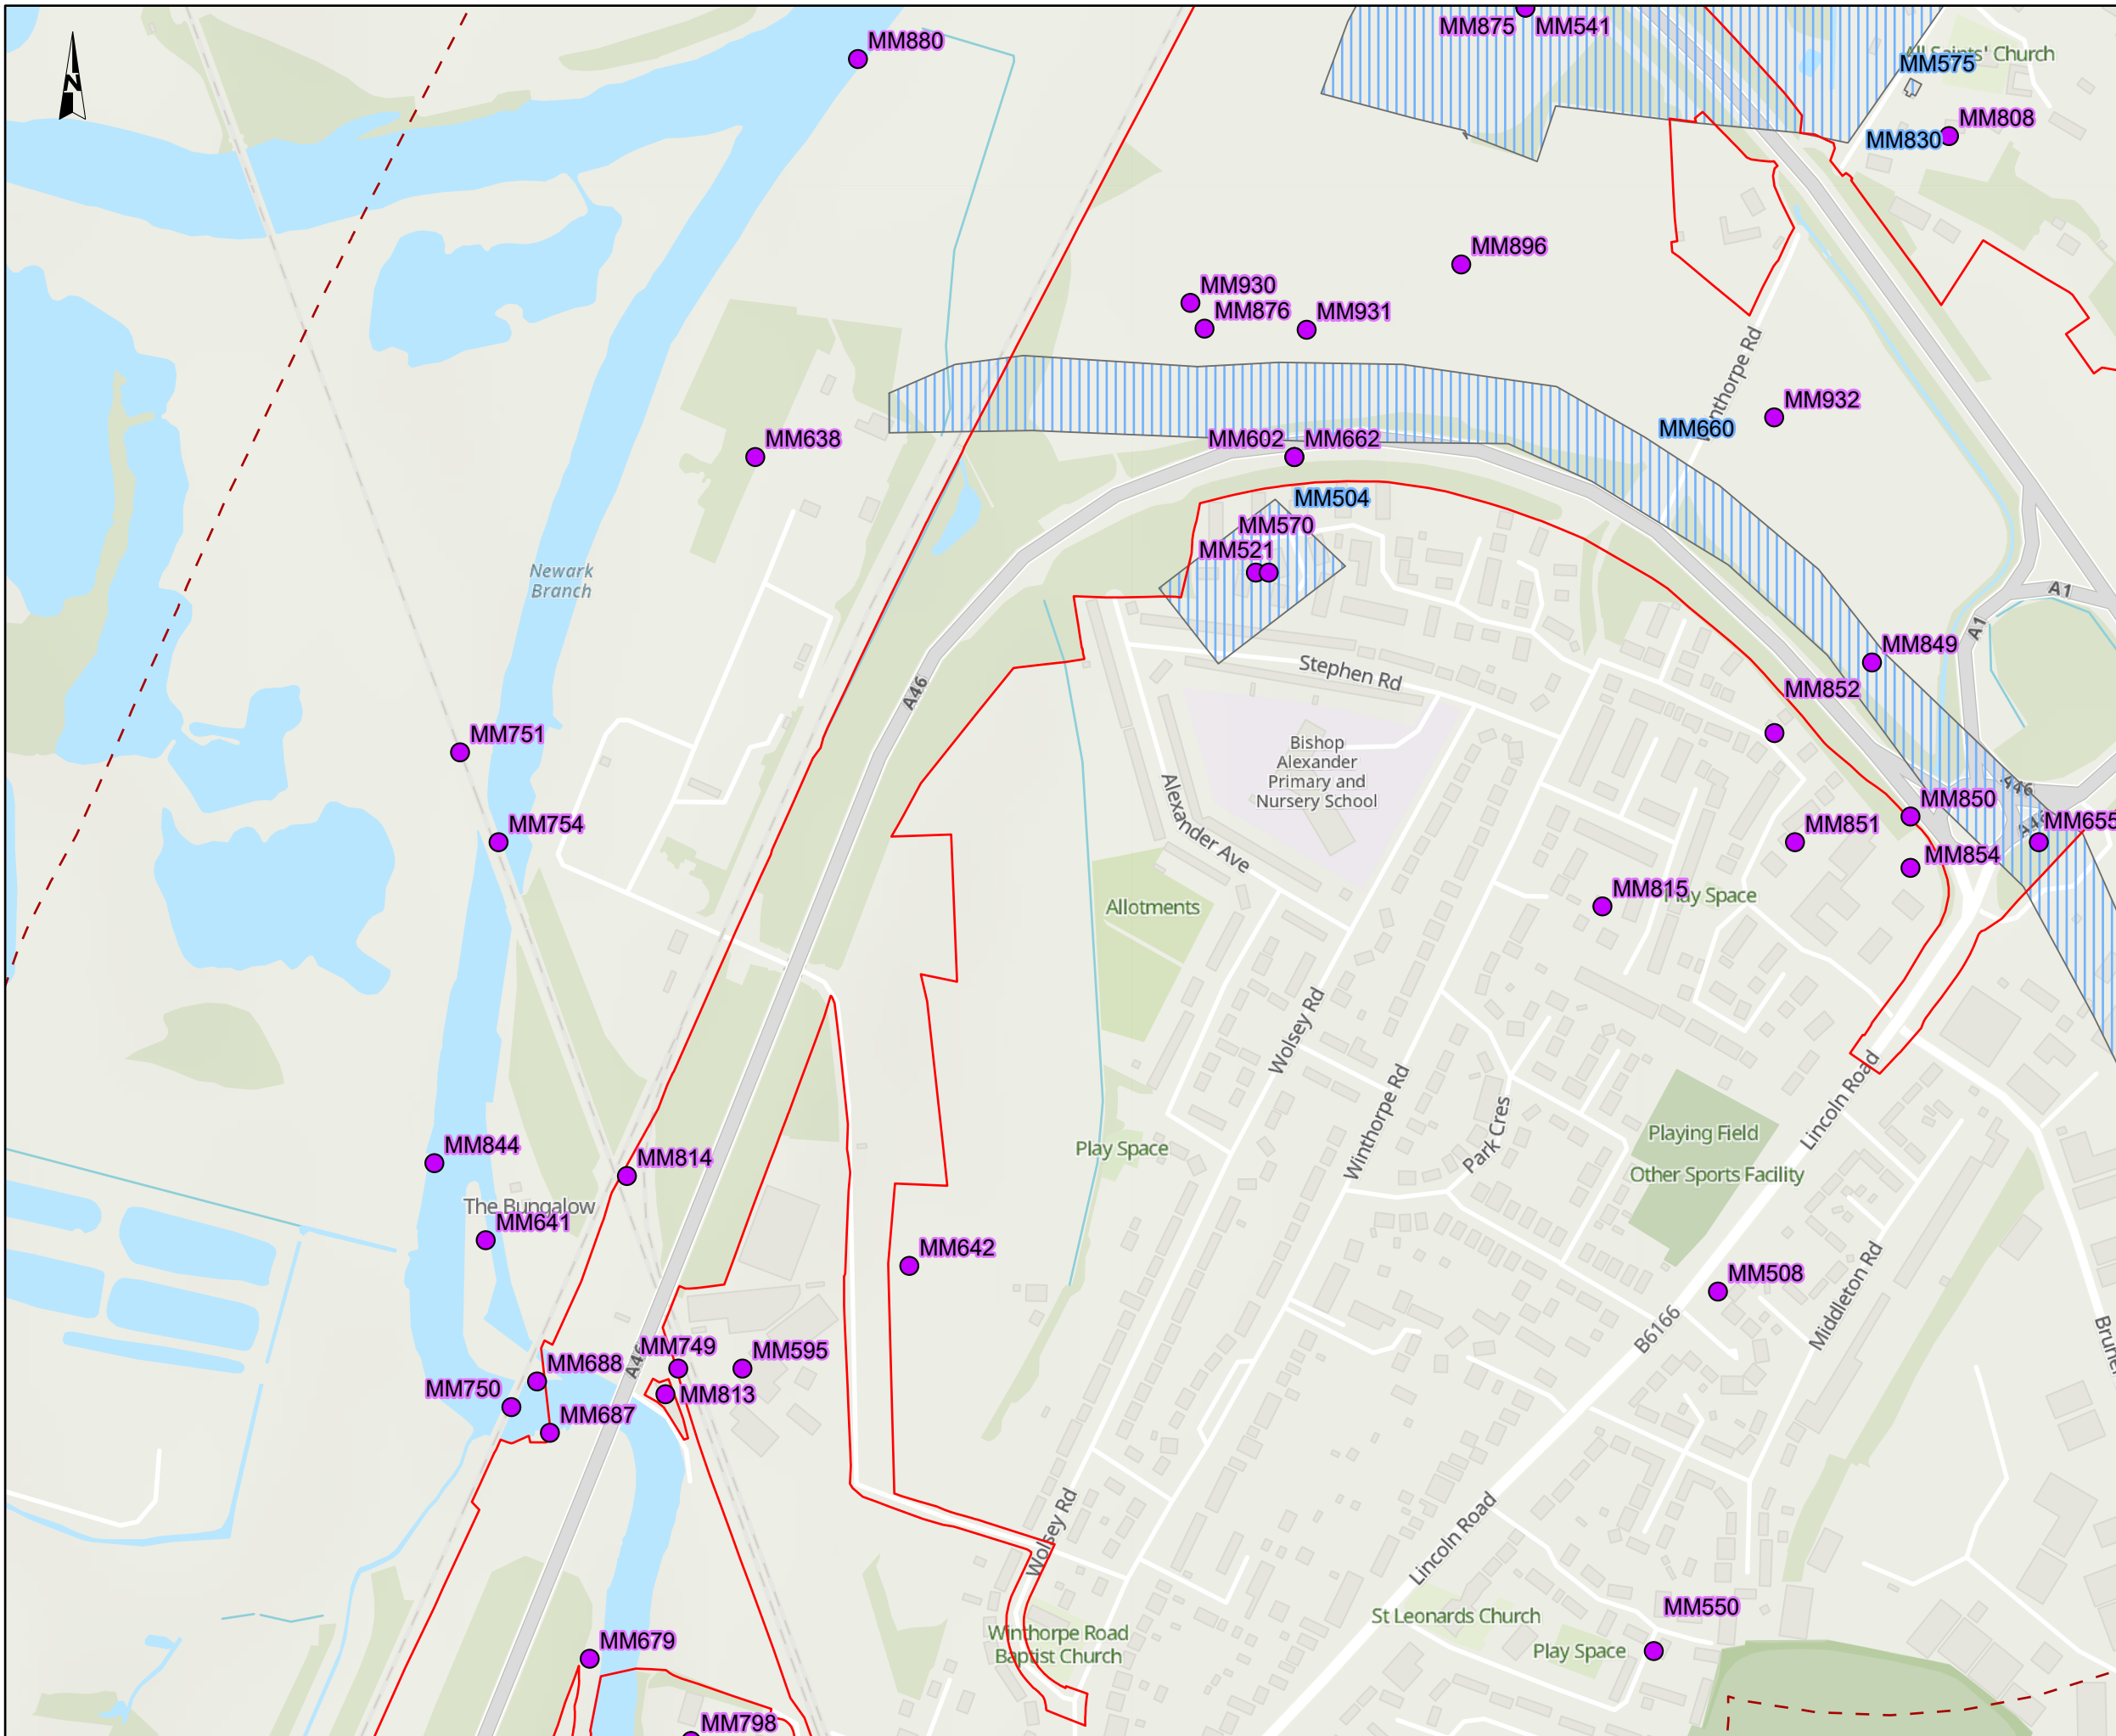 N
MM880
MM875
MM541
All Saints' Church
MM575
MM808
MM830
MM896
MM930
MM876
MM931
Winthorpe Rd
MM932
MM660
MM638
MM602
MM662
MM504
MM570
MM521
Newark
Branch
A1
A1
MM849
MM852
Stephen Rd
A46
MM751
Bishop
Alexander
Primary and
Nursery School
A46
MM850
MM754
Alexander Ave
MM851
A46
MM655
MM854
MM815
Play Space
Allotments
Wolsey Rd
Winthorpe Rd
Park Cres
Lincoln Road
Playing Field
Play Space
Other Sports Facility
MM844
MM814
The Bungalow
MM641
MM642
MM508
Middleton Rd
B6166
MM749
MM595
A46
MM688
MM750
MM813
MM687
Wolsey Rd
Lincoln Road
St Leonards Church
MM550
Winthorpe Road
Baptist Church
Play Space
MM679
MM798